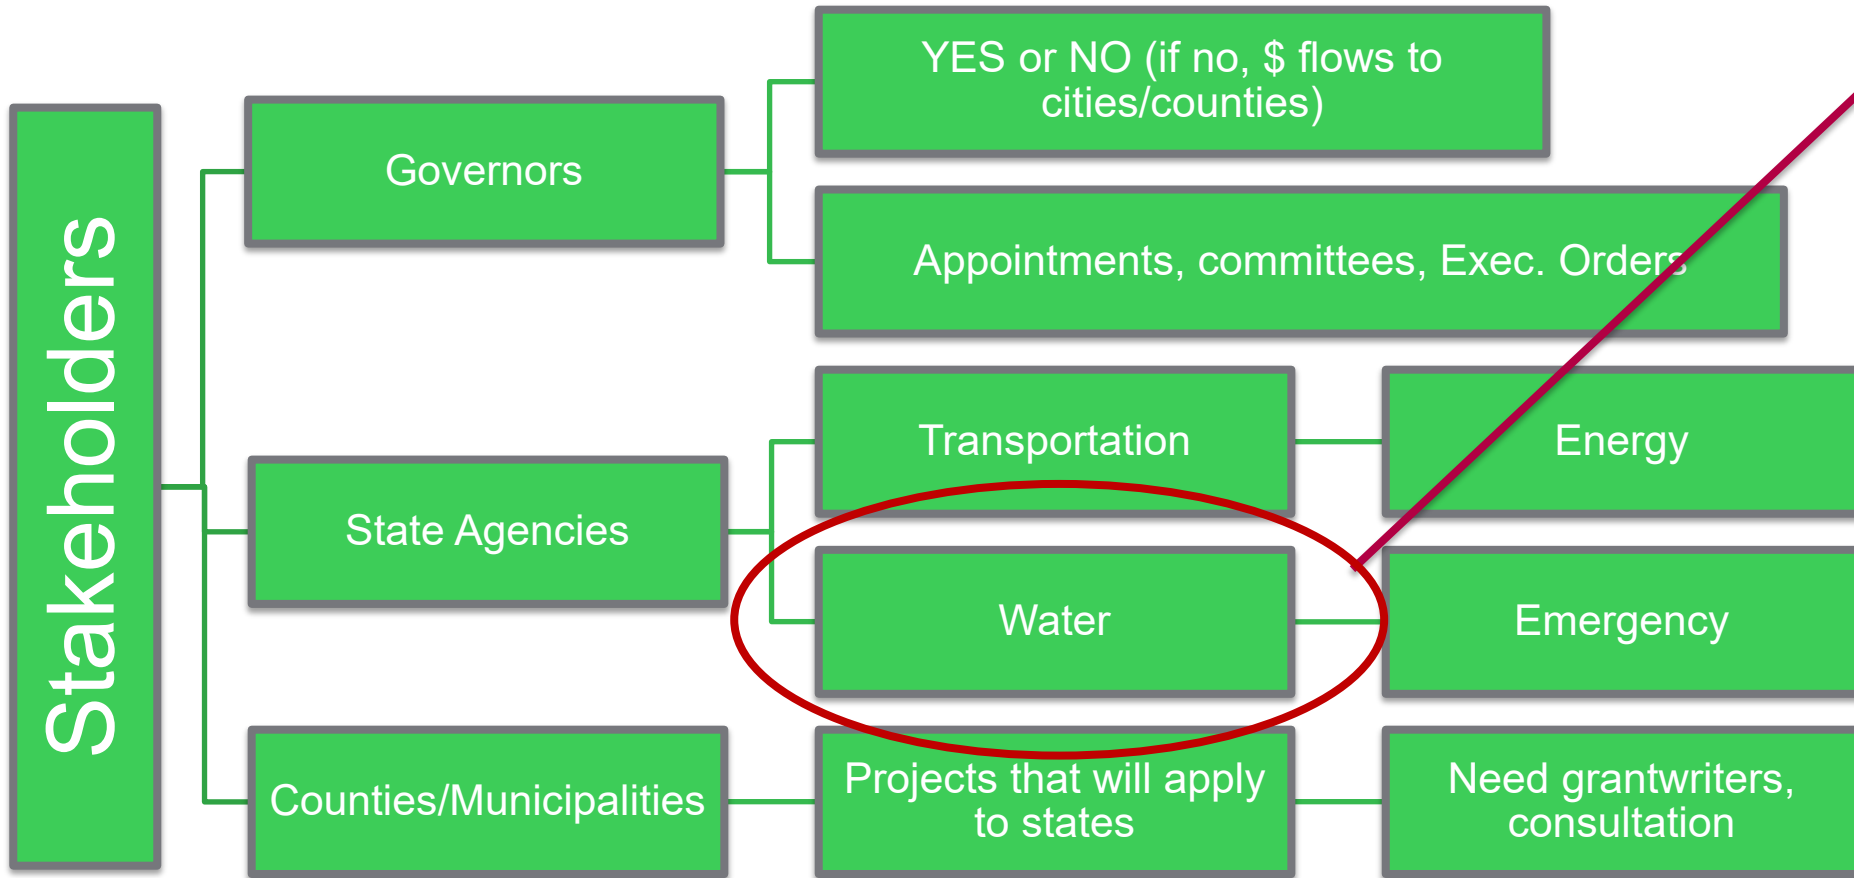 Stakeholders
Governors
YES or NO (if no, $ flows to
cities/counties)
Appointments, committees, Exec. Orders
State Agencies
Transportation
Energy
Water
Emergency
Counties/Municipalities
Projects that will apply
to states
Need grantwriters,
consultation